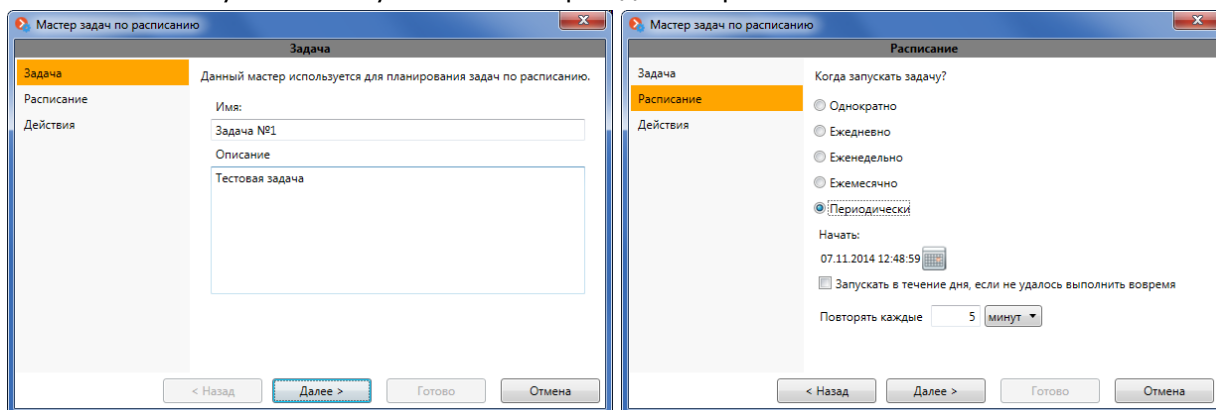 Мастер задач по расписанию
Задача
Задача
Расписание
Действия
Данный мастер используется для планирования задач по расписанию.
Имя:
Задача №1
Описание
Тестовая задача
< Назад
Далее >
Готово
Отмена
Мастер задач по расписанию
Расписание
Задача
Расписание
Действия
Когда запускать задачу?
Однократно
Ежедневно
Еженедельно
Ежемесячно
Периодически
Начать:
07.11.2014 12:48:59
Запускать в течение дня, если не удалось выполнить вовремя
Повторять каждые 5 минут
< Назад
Далее >
Готово
Отмена